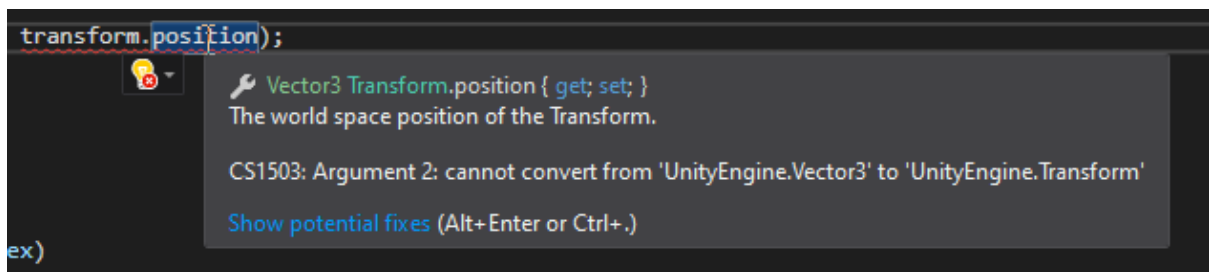 transform.position);
Vector3 Transform.position { get; set; }
The world space position of the Transform.
CS1503: Argument 2: cannot convert from 'UnityEngine.Vector3' to 'UnityEngine.Transform'
Show potential fixes (Alt+Enter or Ctrl+.)
ex)